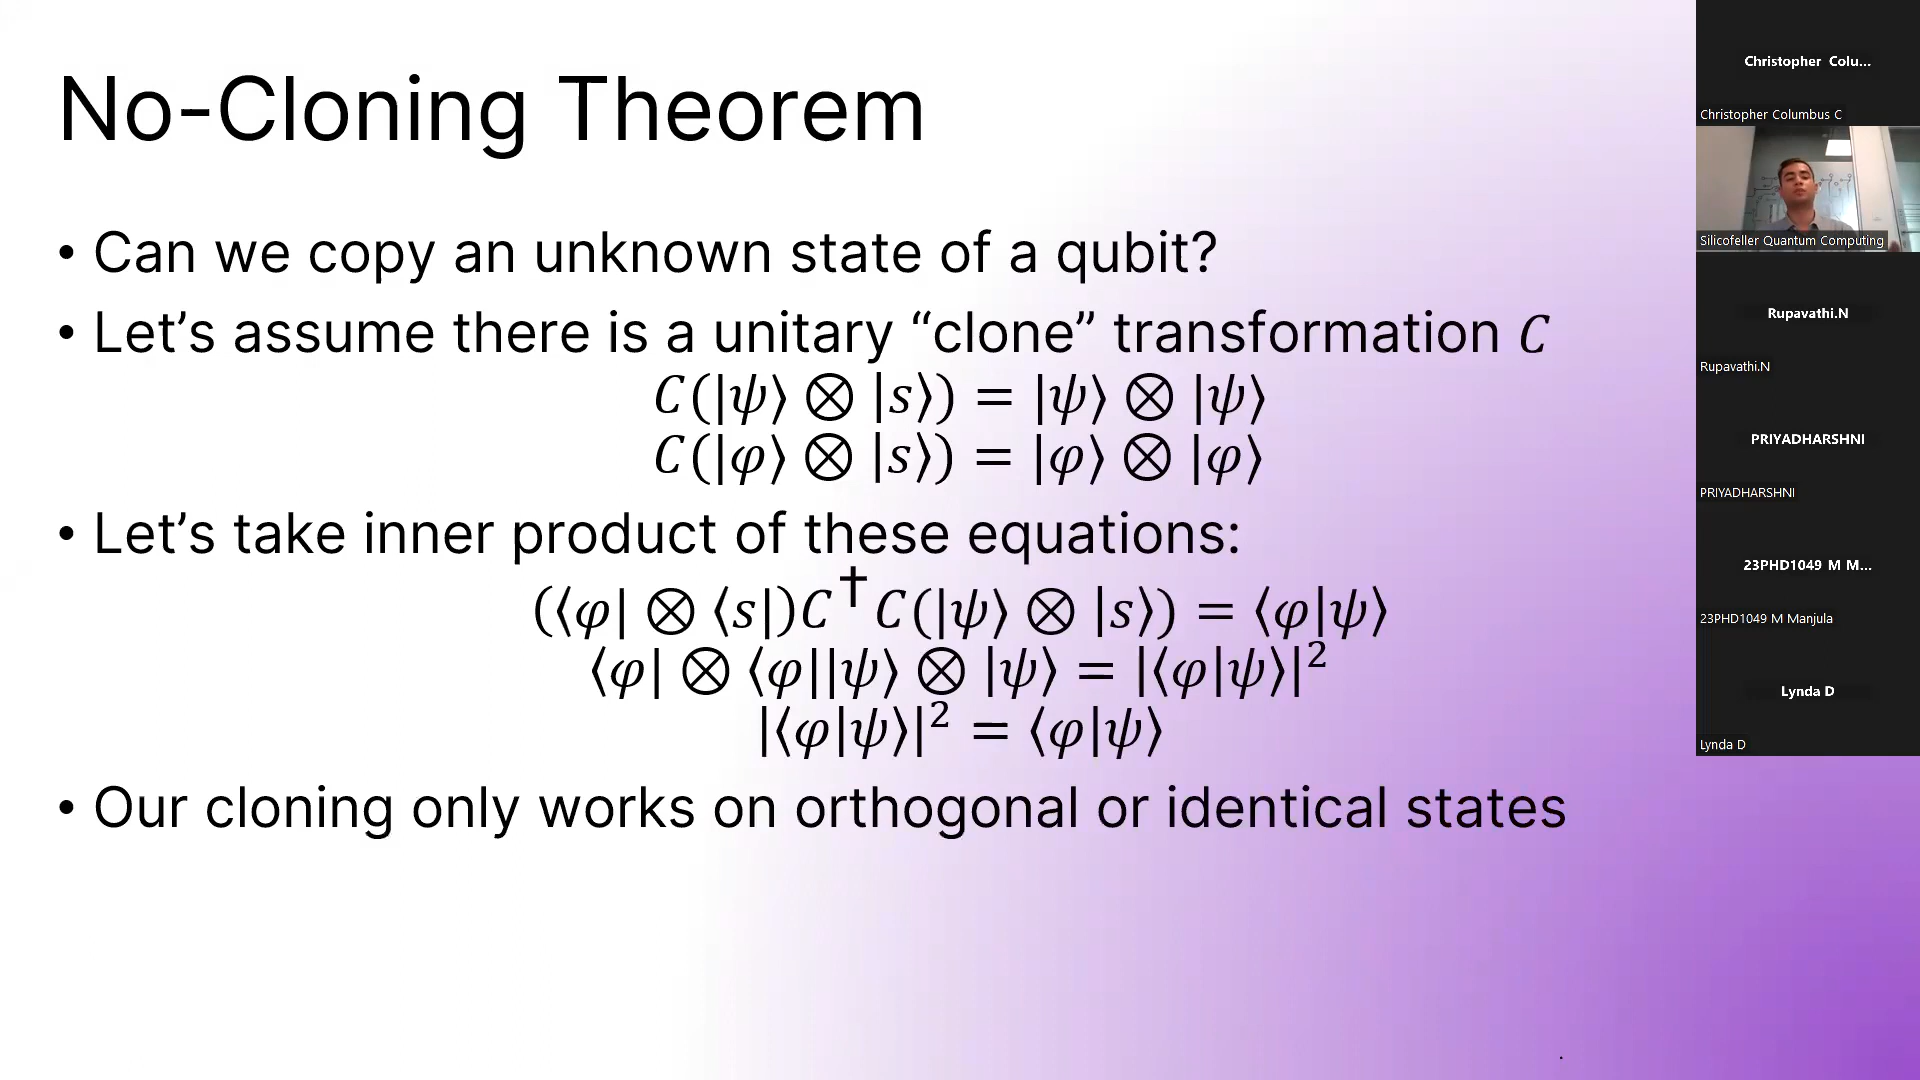 No-Cloning Theorem
• Can we copy an unknown state of a qubit?
• Let’s assume there is a unitary “clone” transformation C
C(|ψ⟩ ⊗ |s⟩) = |ψ⟩ ⊗ |ψ⟩
C(|φ⟩ ⊗ |s⟩) = |φ⟩ ⊗ |φ⟩
• Let’s take inner product of these equations:
(⟨φ| ⊗ ⟨s|)C†C(|ψ⟩ ⊗ |s⟩) = ⟨φ|ψ⟩
⟨φ| ⊗ ⟨φ||ψ⟩ ⊗ |ψ⟩ = |⟨φ|ψ⟩|²
|⟨φ|ψ⟩|² = ⟨φ|ψ⟩
• Our cloning only works on orthogonal or identical states
Christopher Colu...
Christopher Columbus C
Silicofeller Quantum Computing
Rupavathi.N
Rupavathi.N
PRIYADHARSHNI
PRIYADHARSHNI
23PHD1049 M M...
23PHD1049 M Manjula
Lynda D
Lynda D